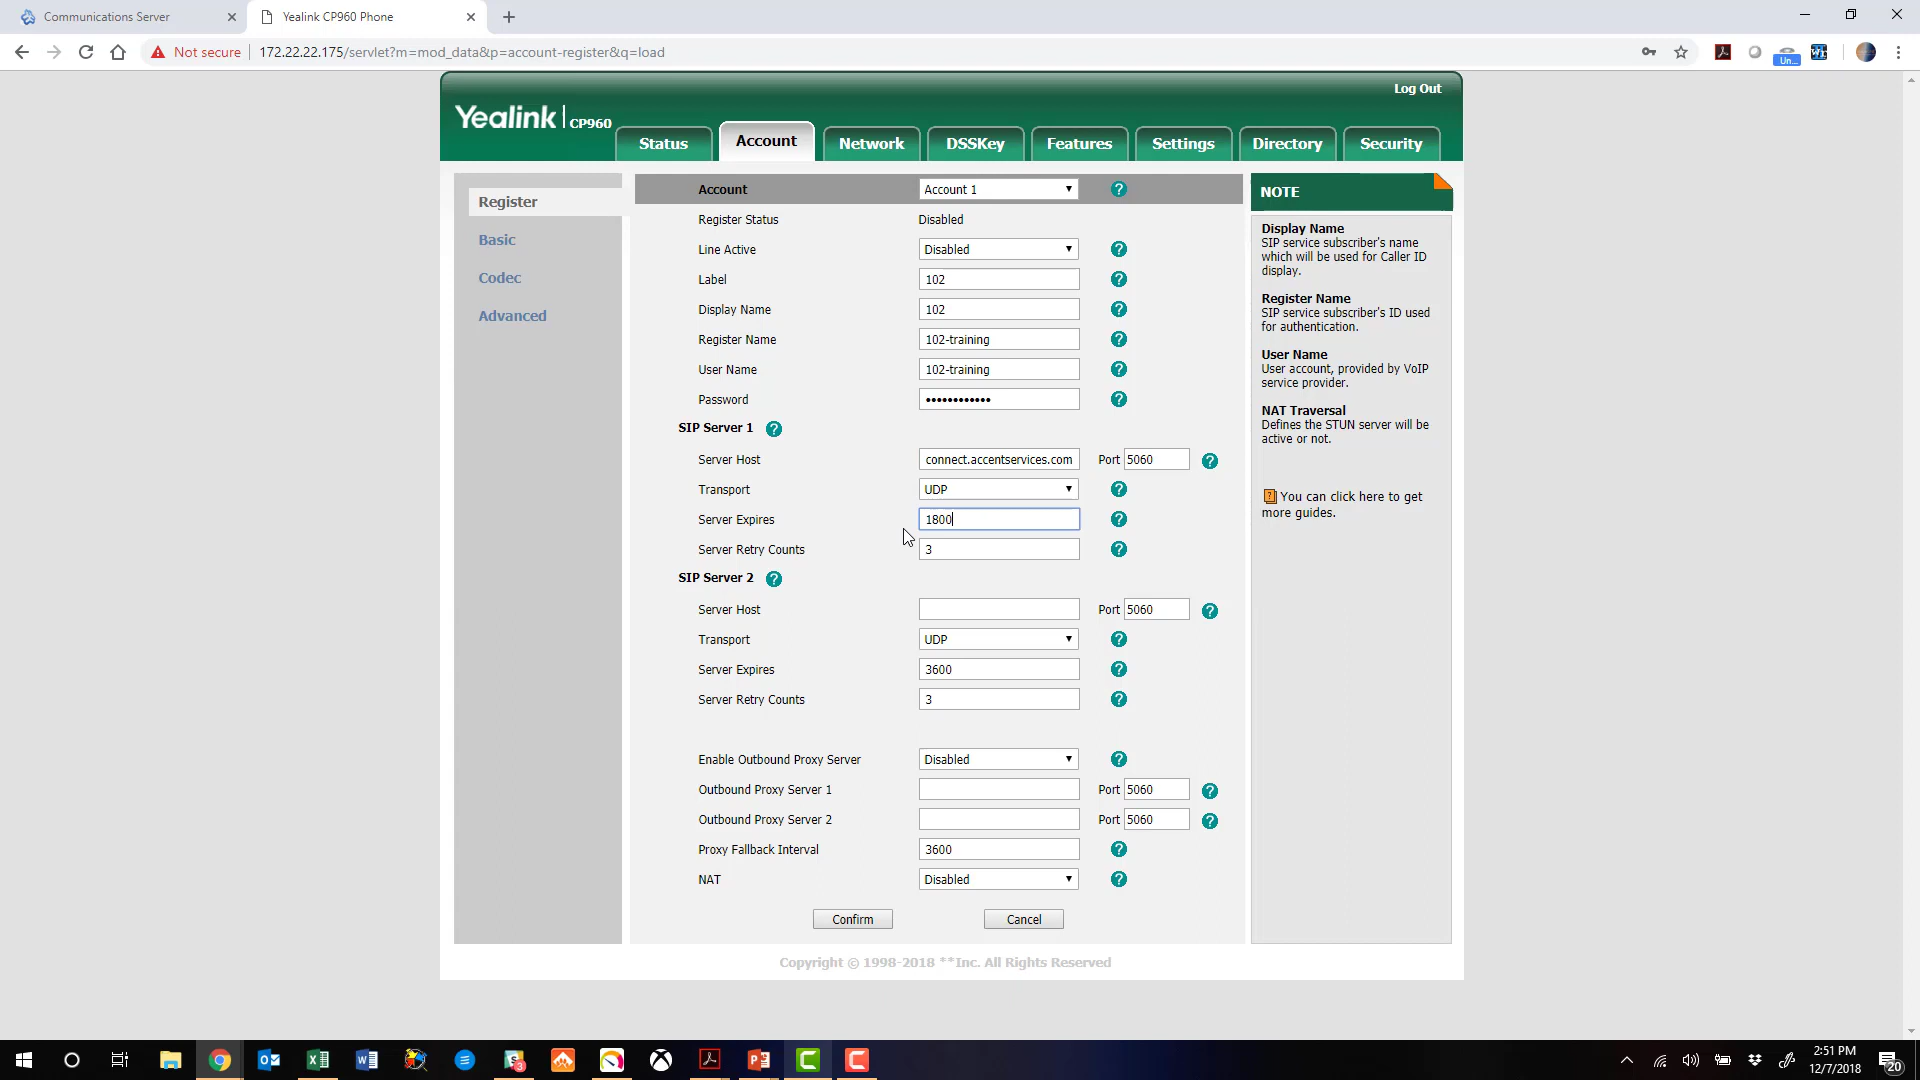 Communications Server
Yealink CP960 Phone
Not secure
172.22.22.175/servlet?m=mod_data&p=account-register&q=load
Un...
Log Out
Yealink | CP960
Status
Account
Network
DSSKey
Features
Settings
Directory
Security
Register
Basic
Codec
Advanced
Account Account 1 ?
Register Status Disabled
Line Active Disabled ?
Label 102 ?
Display Name 102 ?
Register Name 102-training ?
User Name 102-training ?
Password •••••••••••• ?
SIP Server 1 ?
Server Host connect.accentservices.com Port 5060 ?
Transport UDP ?
Server Expires 1800 ?
Server Retry Counts 3 ?
SIP Server 2 ?
Server Host Port 5060 ?
Transport UDP ?
Server Expires 3600 ?
Server Retry Counts 3 ?
Enable Outbound Proxy Server Disabled ?
Outbound Proxy Server 1 Port 5060 ?
Outbound Proxy Server 2 Port 5060 ?
Proxy Fallback Interval 3600 ?
NAT Disabled ?
Confirm Cancel
NOTE
Display Name
SIP service subscriber's name
which will be used for Caller ID
display.
Register Name
SIP service subscriber's ID used
for authentication.
User Name
User account, provided by VoIP
service provider.
NAT Traversal
Defines the STUN server will be
active or not.
? You can click here to get
more guides.
Copyright © 1998-2018 **Inc. All Rights Reserved
2:51 PM
12/7/2018
20